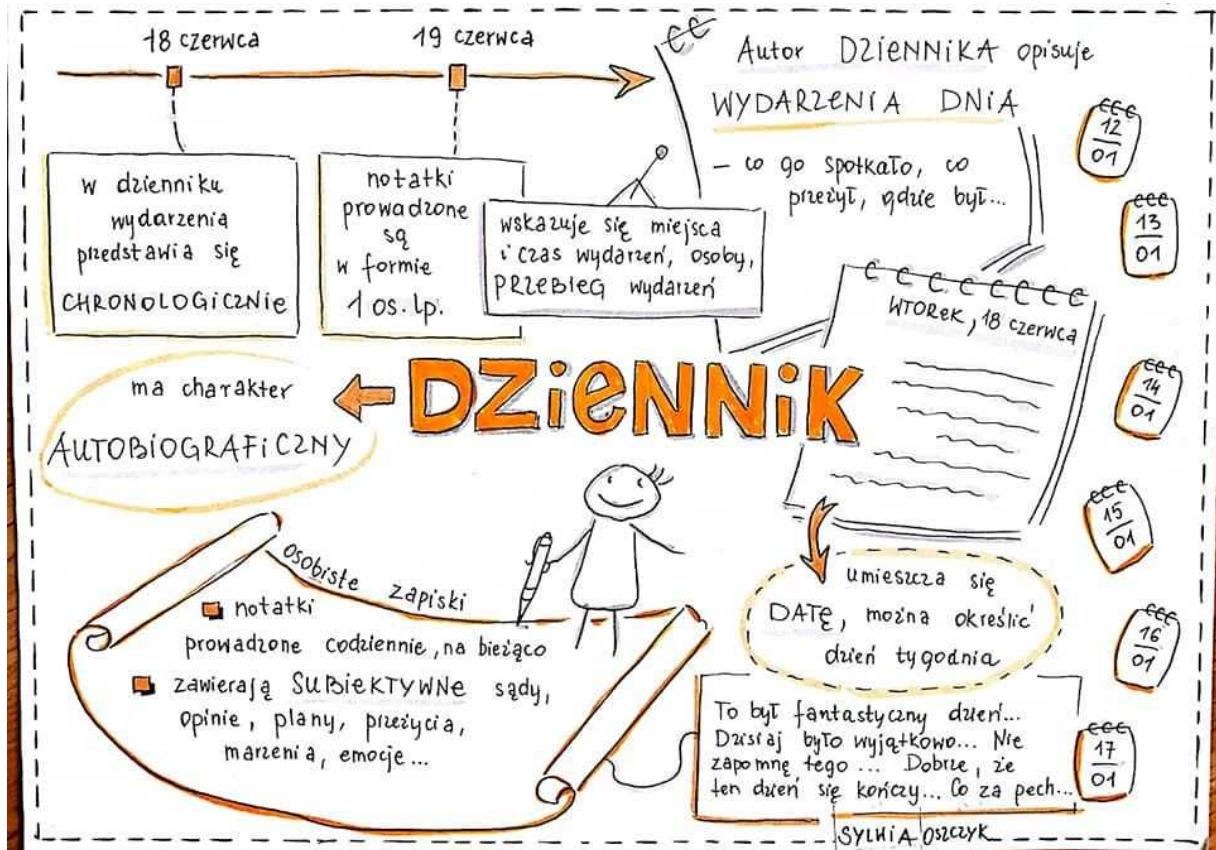 18 czerwca
19 czerwca
w dzienniku
wydarzenia
przedstawia się
CHRONOLOGICZNIE
notatki
prowadzone
są
w formie
1 os. lp.
wskazuje się miejsca
i czas wydarzeń, osoby,
PRZEBIEG wydarzeń
Autor DZIENNIKA opisuje
WYDARZENIA DNIA
– co go spotkało, co
przeżył, gdzie był...
12
01
13
01
14
01
15
01
16
01
17
01
WTOREK, 18 czerwca
DZIENNIK
ma charakter
AUTOBIOGRAFICZNY
osobiste zapiski
notatki
prowadzone codziennie, na bieżąco
zawierają SUBIEKTYWNE sądy,
opinie, plany, przeżycia,
marzenia, emocje...
umieszcza się
DATĘ, można określić
dzień tygodnia
To był fantastyczny dzień...
Dzisiaj było wyjątkowo... Nie
zapomnę tego... Dobrze, że
ten dzień się kończy... Co za pech...
SYLWIA OSZCZYK